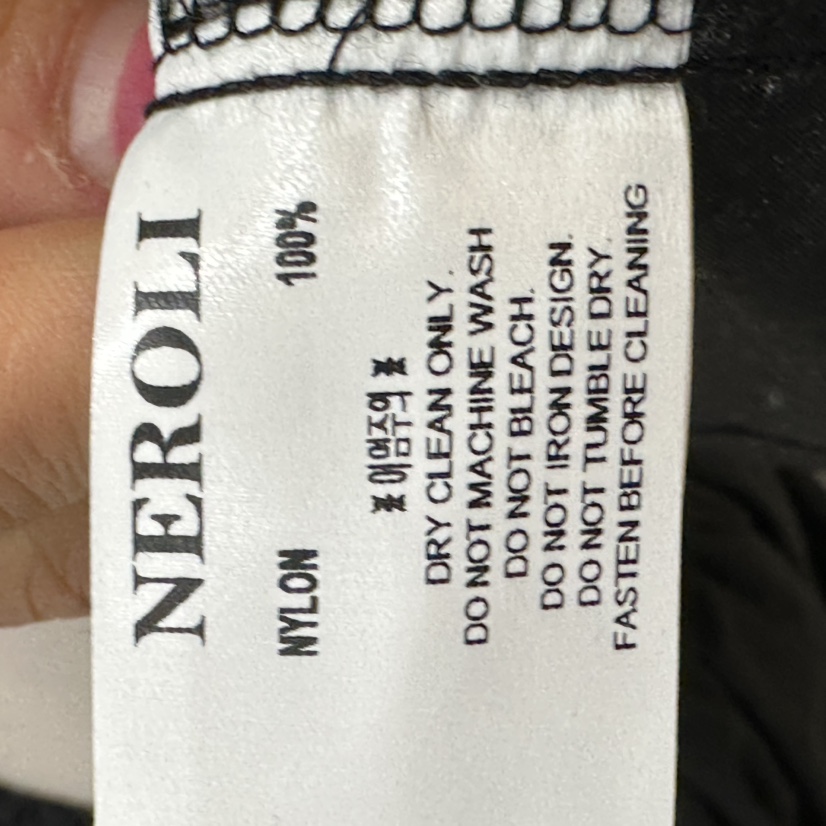 NEROLI
NYLON 100%
※ 이염주의 ※
DRY CLEAN ONLY.
DO NOT MACHINE WASH
DO NOT BLEACH.
DO NOT IRON DESIGN.
DO NOT TUMBLE DRY.
FASTEN BEFORE CLEANING